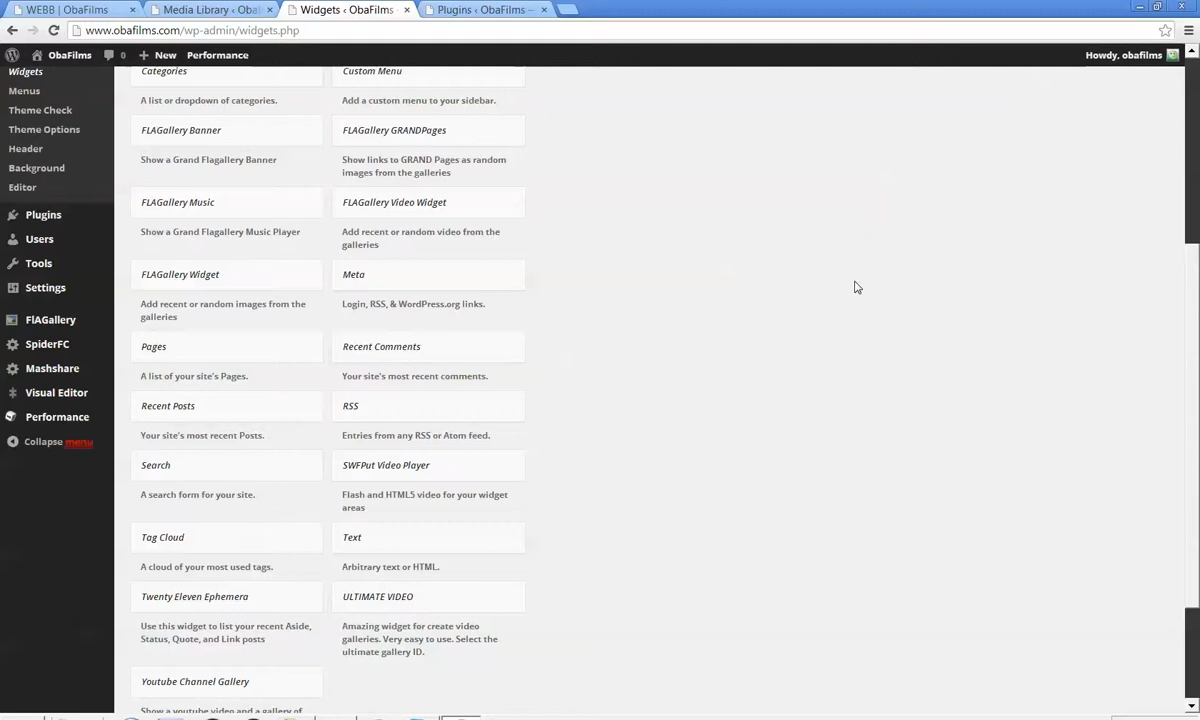 WEBB | ObaFilms
Media Library ‹ Oba
Widgets ‹ ObaFilms
Plugins ‹ ObaFilms —
www.obafilms.com/wp-admin/widgets.php
ObaFilms 0 New Performance Howdy, obafilms
Widgets
Menus
Theme Check
Theme Options
Header
Background
Editor
Plugins
Users
Tools
Settings
FlAGallery
SpiderFC
Mashshare
Visual Editor
Performance
Collapse menu
Categories
A list or dropdown of categories.
Custom Menu
Add a custom menu to your sidebar.
FLAGallery Banner
Show a Grand Flagallery Banner
FLAGallery GRANDPages
Show links to GRAND Pages as random
images from the galleries
FLAGallery Music
Show a Grand Flagallery Music Player
FLAGallery Video Widget
Add recent or random video from the
galleries
FLAGallery Widget
Add recent or random images from the
galleries
Meta
Login, RSS, & WordPress.org links.
Pages
A list of your site's Pages.
Recent Comments
Your site's most recent comments.
Recent Posts
Your site's most recent Posts.
RSS
Entries from any RSS or Atom feed.
Search
A search form for your site.
SWFPut Video Player
Flash and HTML5 video for your widget
areas
Tag Cloud
A cloud of your most used tags.
Text
Arbitrary text or HTML.
Twenty Eleven Ephemera
Use this widget to list your recent Aside,
Status, Quote, and Link posts
ULTIMATE VIDEO
Amazing widget for create video
galleries. Very easy to use. Select the
ultimate gallery ID.
Youtube Channel Gallery
Show a youtube video and a gallery of